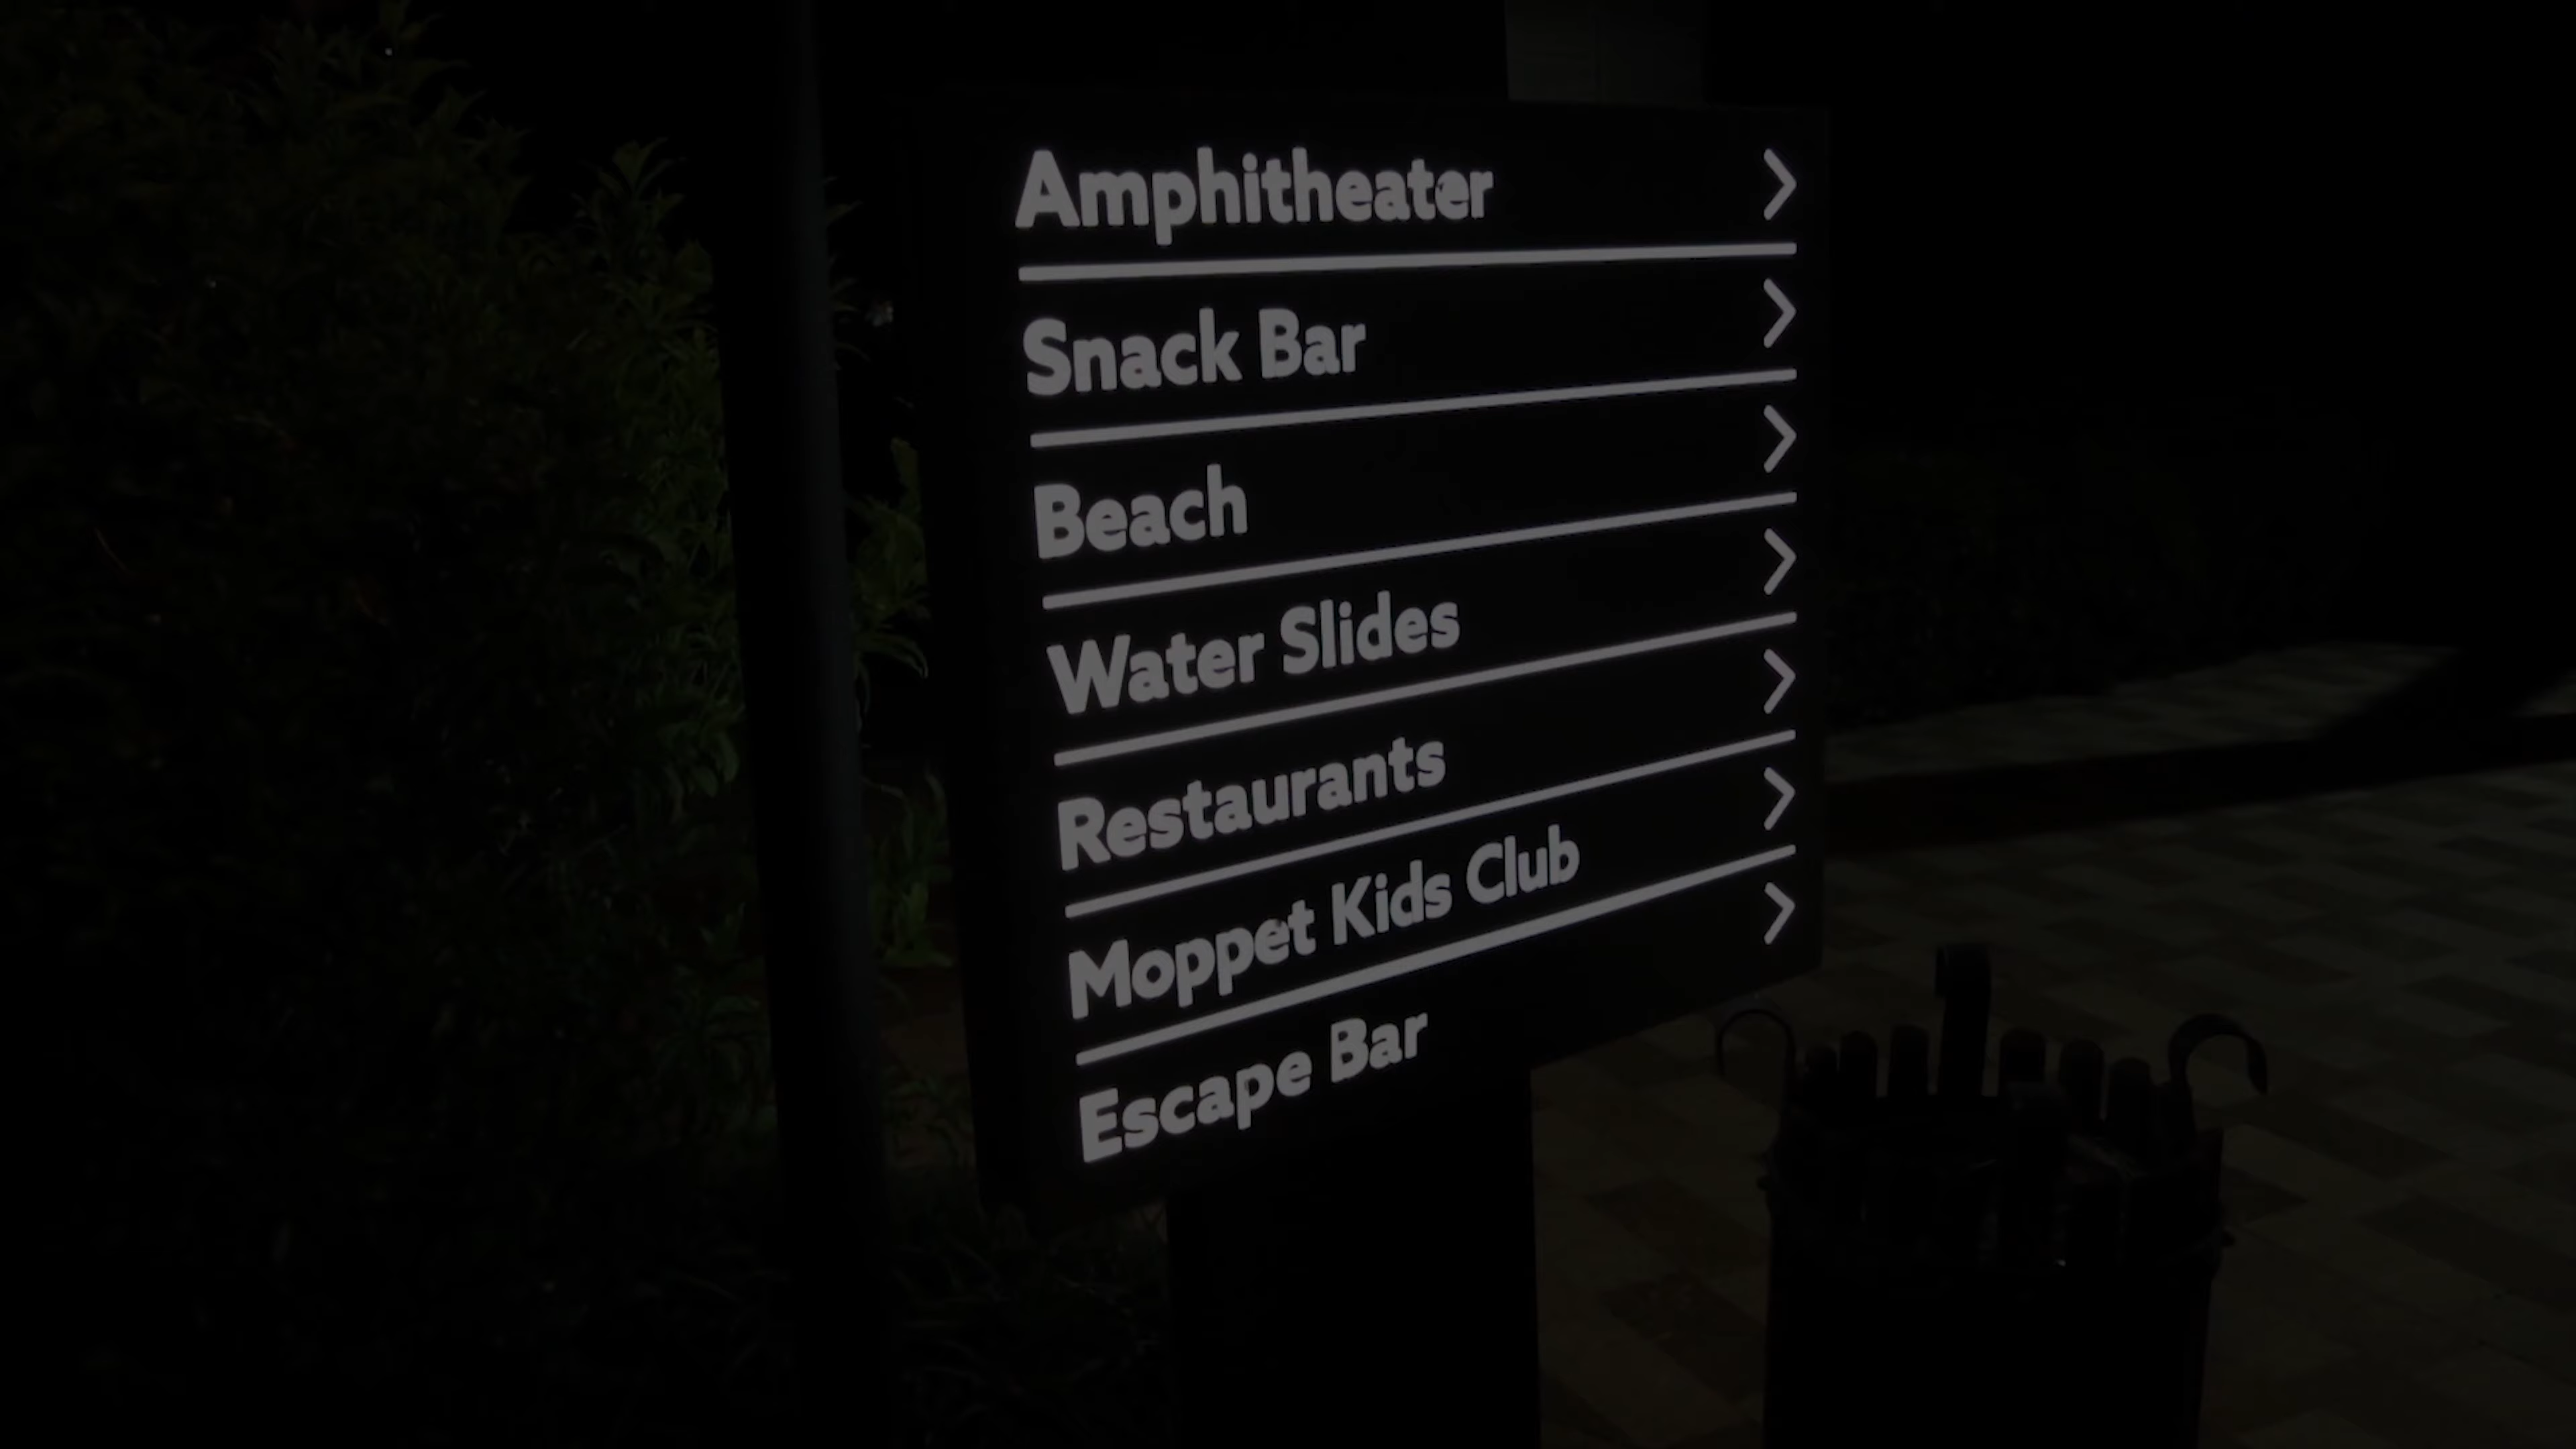 Amphitheater
Snack Bar
Beach
Water Slides
Restaurants
Moppet Kids Club
Escape Bar